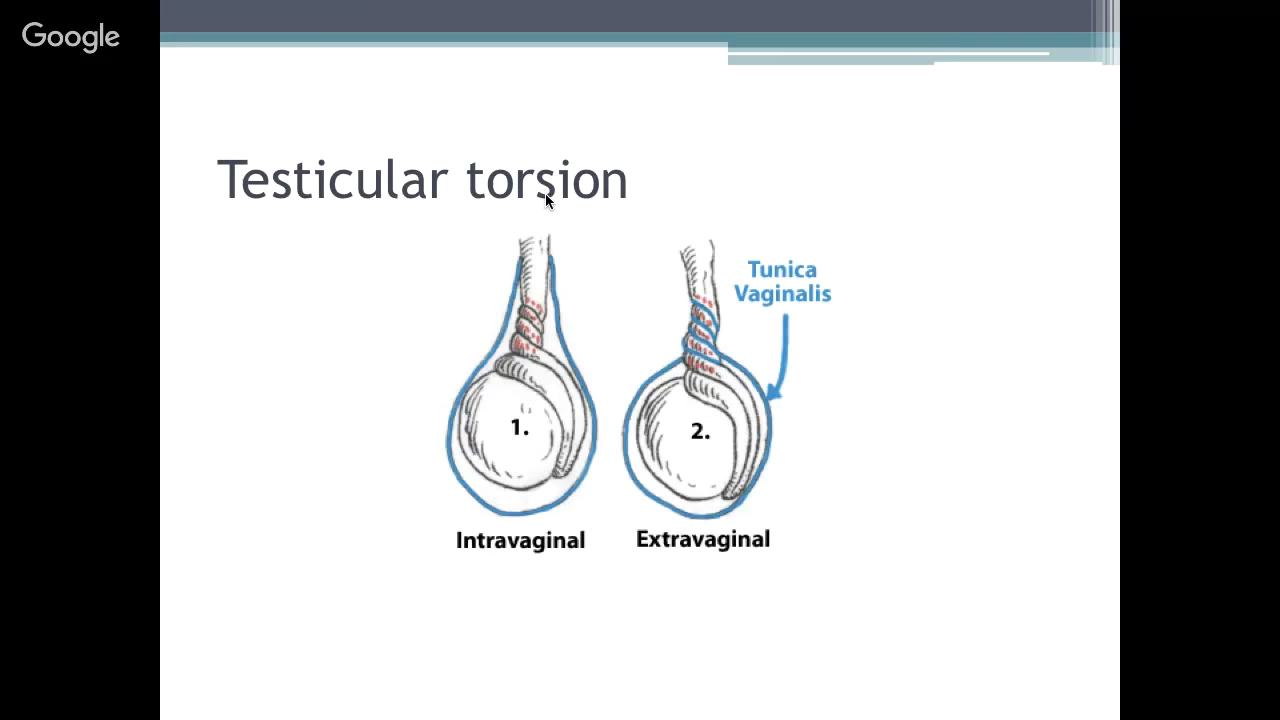 Google
Testicular torsion
Tunica
Vaginalis
1.
2.
Intravaginal
Extravaginal